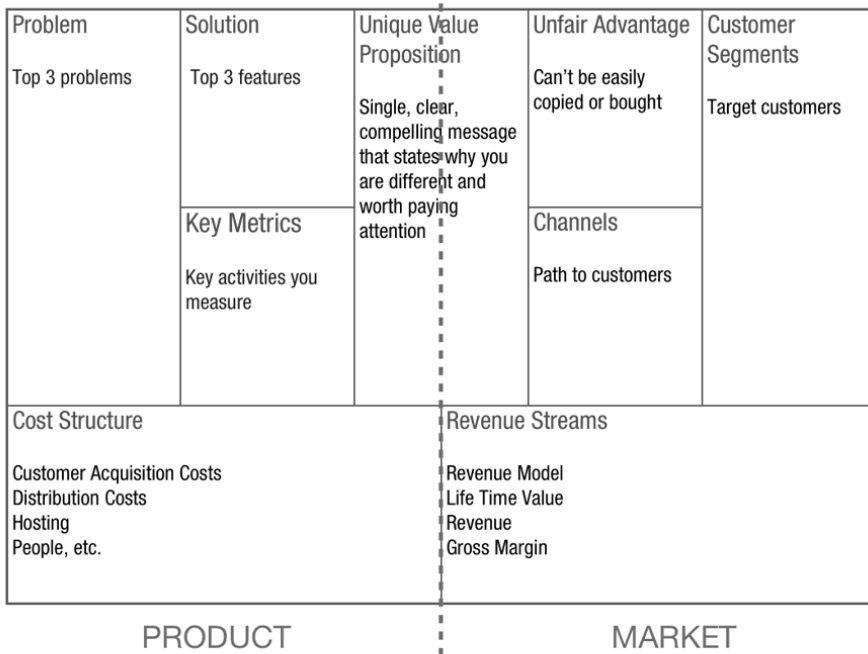 Problem
Top 3 problems
Solution
Top 3 features
Key Metrics
Key activities you
measure
Unique Value
Proposition
Single, clear,
compelling message
that states why you
are different and
worth paying
attention
Unfair Advantage
Can’t be easily
copied or bought
Channels
Path to customers
Customer
Segments
Target customers
Cost Structure
Customer Acquisition Costs
Distribution Costs
Hosting
People, etc.
Revenue Streams
Revenue Model
Life Time Value
Revenue
Gross Margin
PRODUCT
MARKET